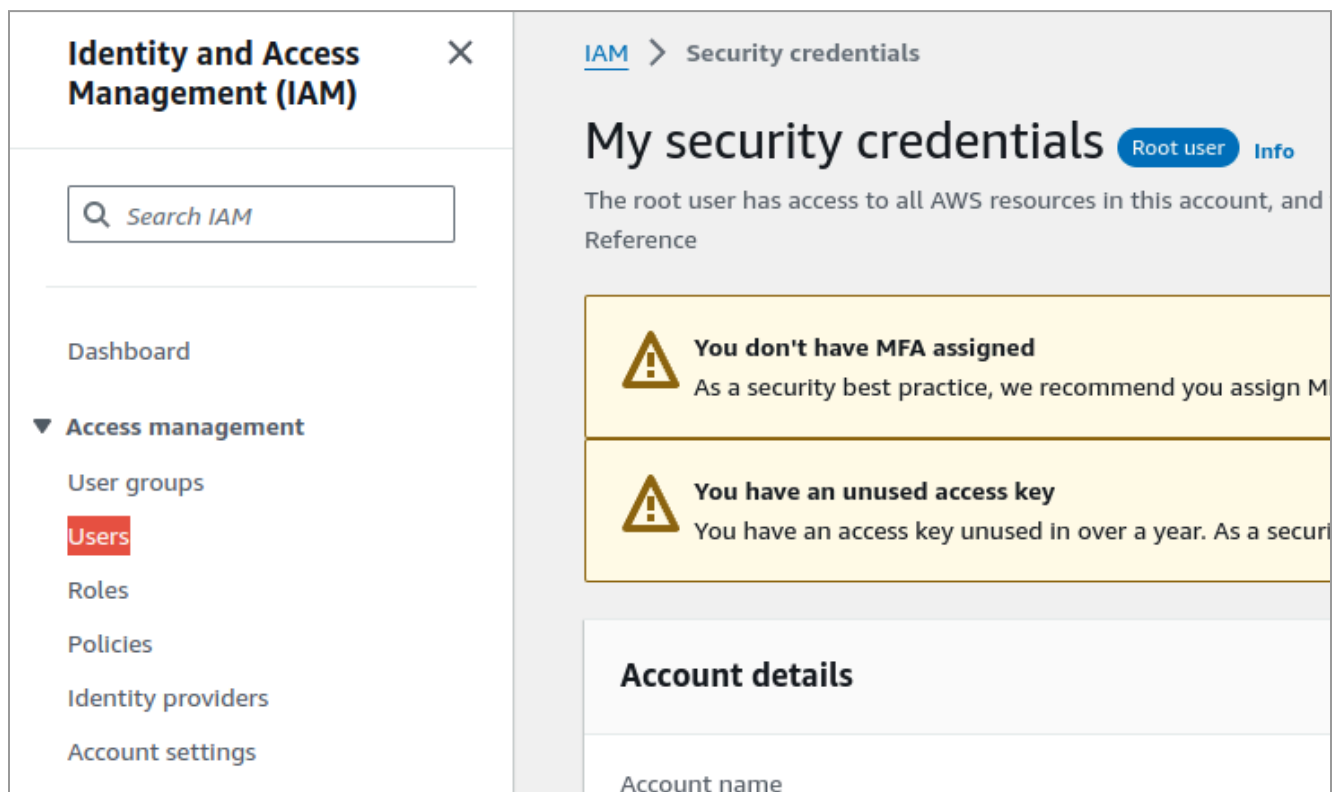 Identity and Access
Management (IAM)
Search IAM
Dashboard
Access management
User groups
Users
Roles
Policies
Identity providers
Account settings
IAM > Security credentials
My security credentials Root user Info
The root user has access to all AWS resources in this account, and
Reference
You don't have MFA assigned
As a security best practice, we recommend you assign M
You have an unused access key
You have an access key unused in over a year. As a securi
Account details
Account name